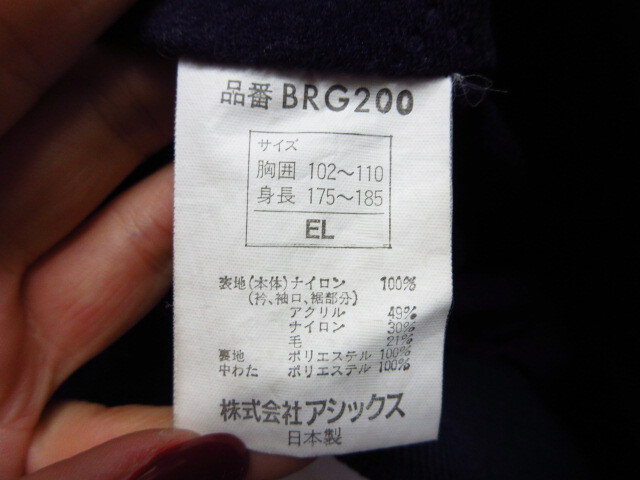 品番 BRG200
サイズ
胸囲 102〜110
身長 175〜185
EL
表地(本体)ナイロン 100%
(衿、袖口、裾部分)
アクリル 49%
ナイロン 30%
毛 21%
裏地 ポリエステル 100%
中わた ポリエステル 100%
株式会社アシックス
日本製